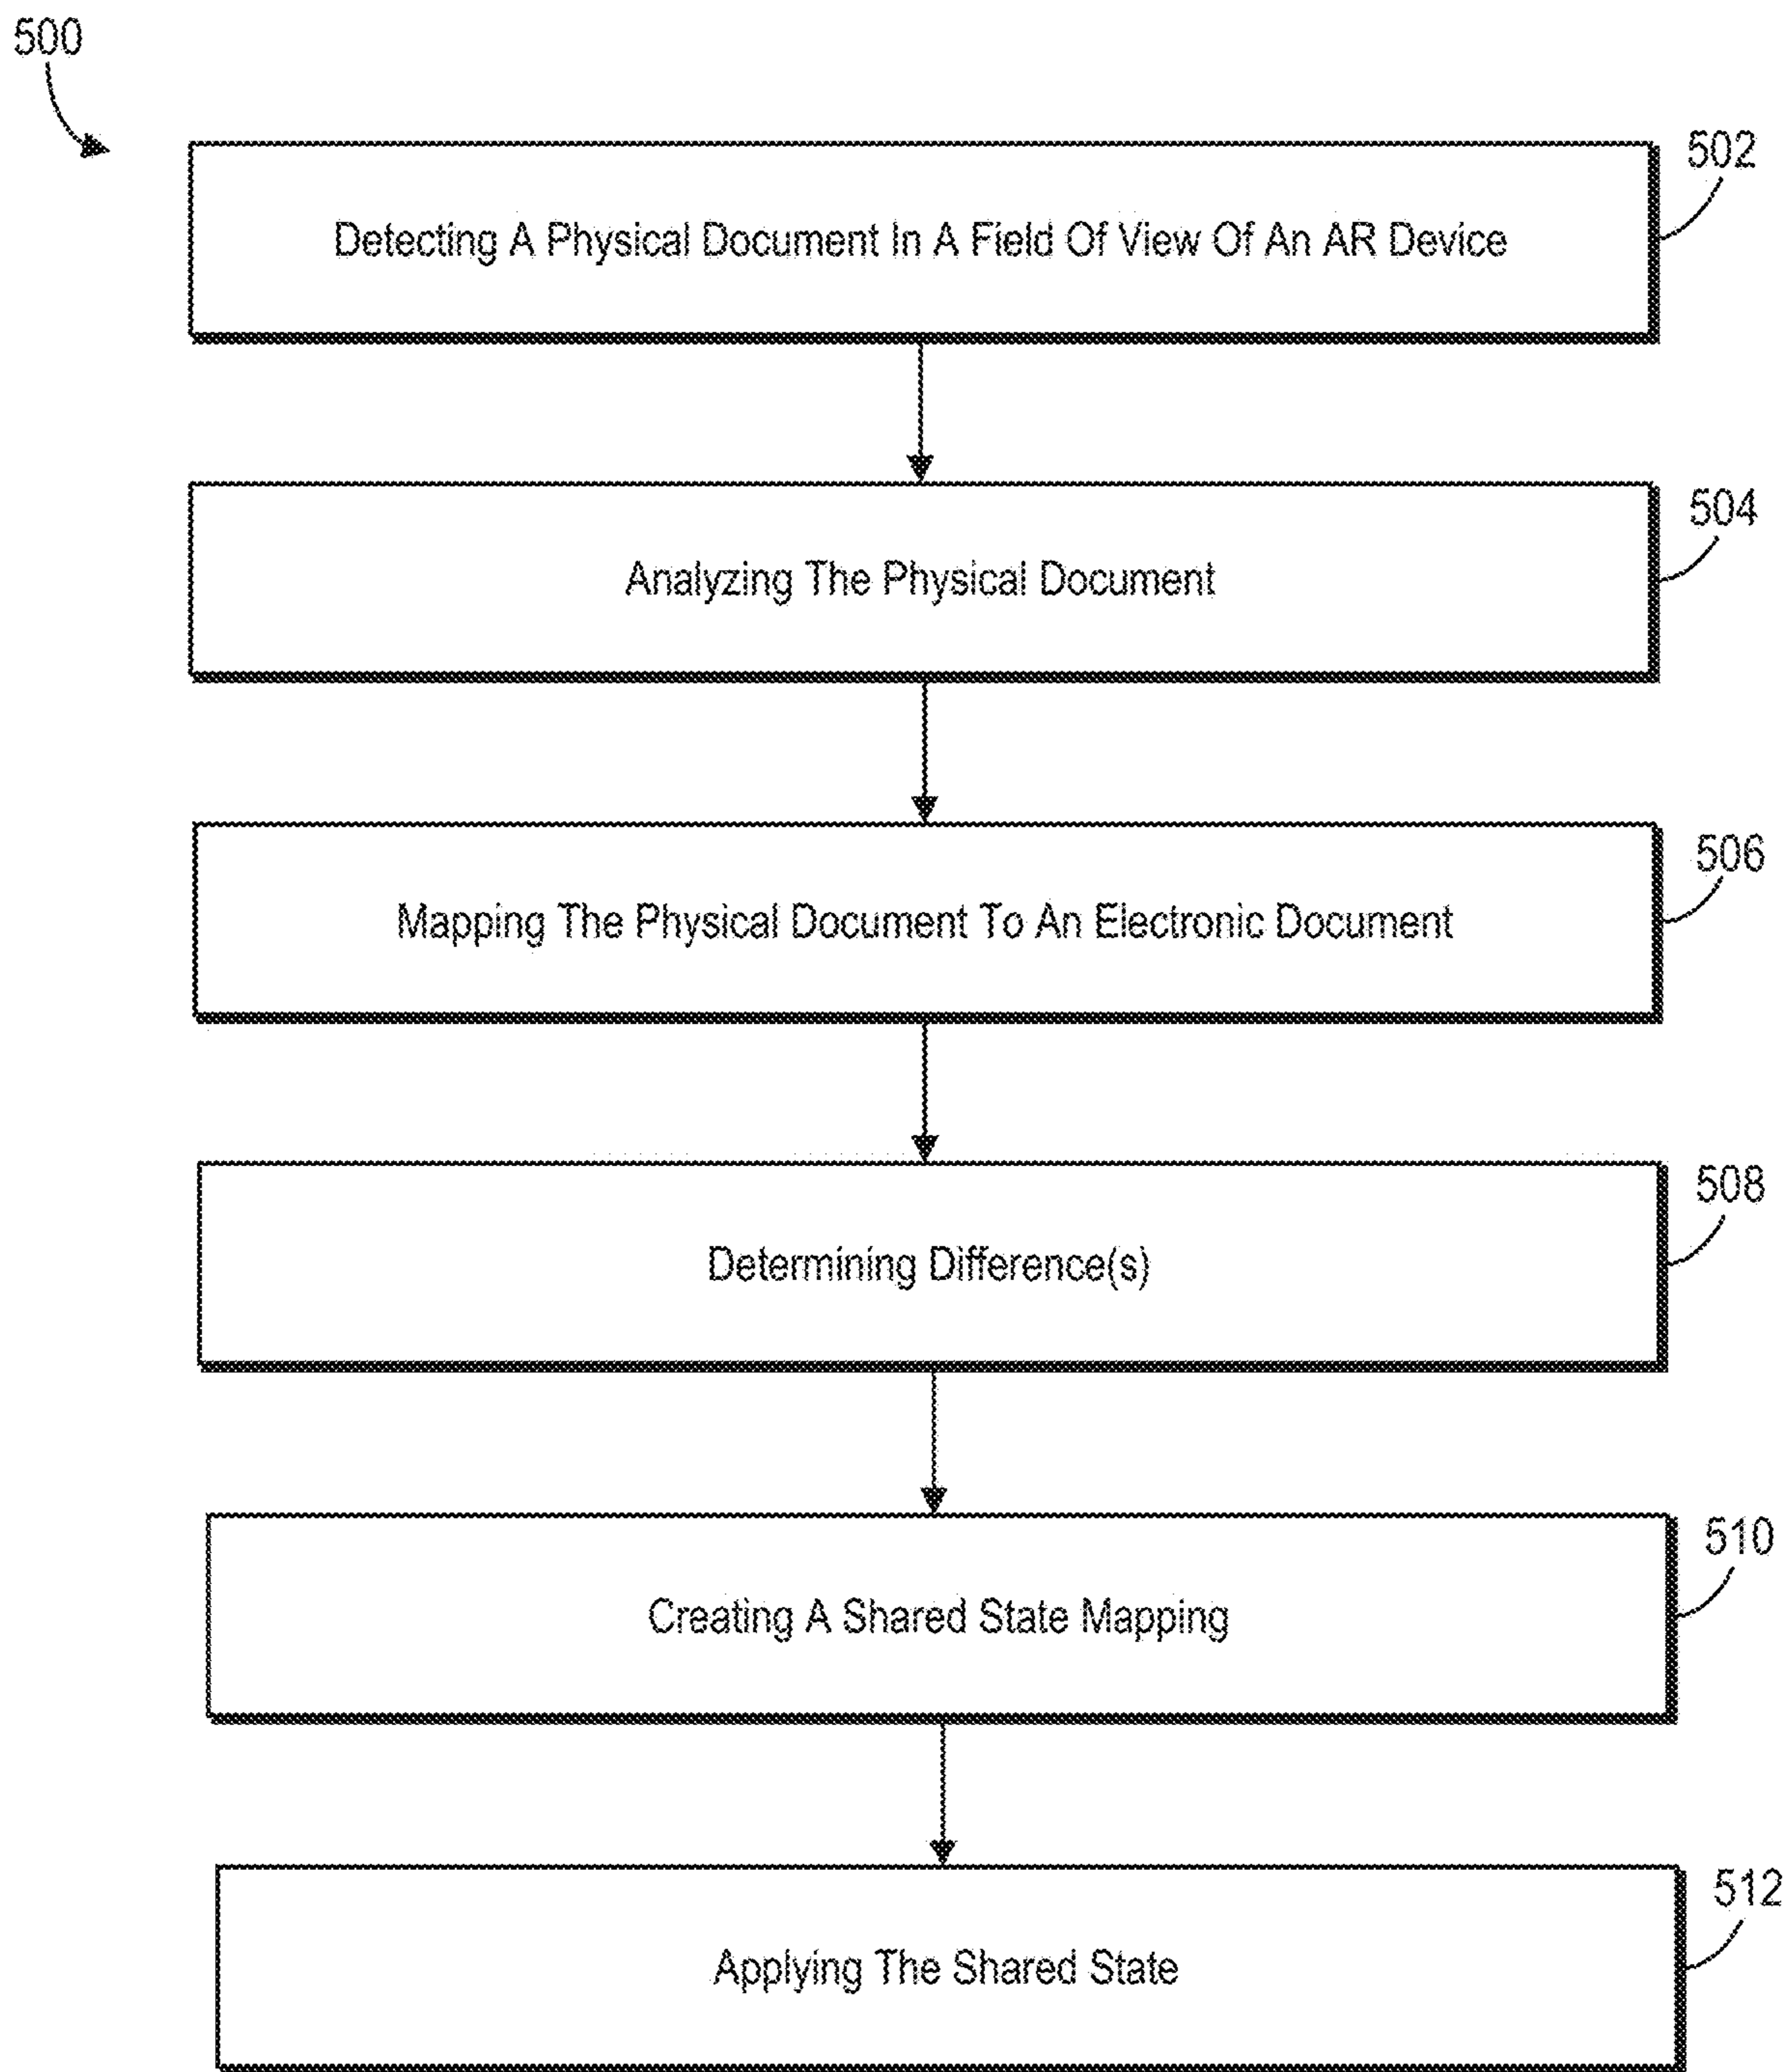 500
502
Detecting A Physical Document In A Field Of View Of An AR Device
504
Analyzing The Physical Document
506
Mapping The Physical Document To An Electronic Document
508
Determining Difference(s)
510
Creating A Shared State Mapping
512
Applying The Shared State